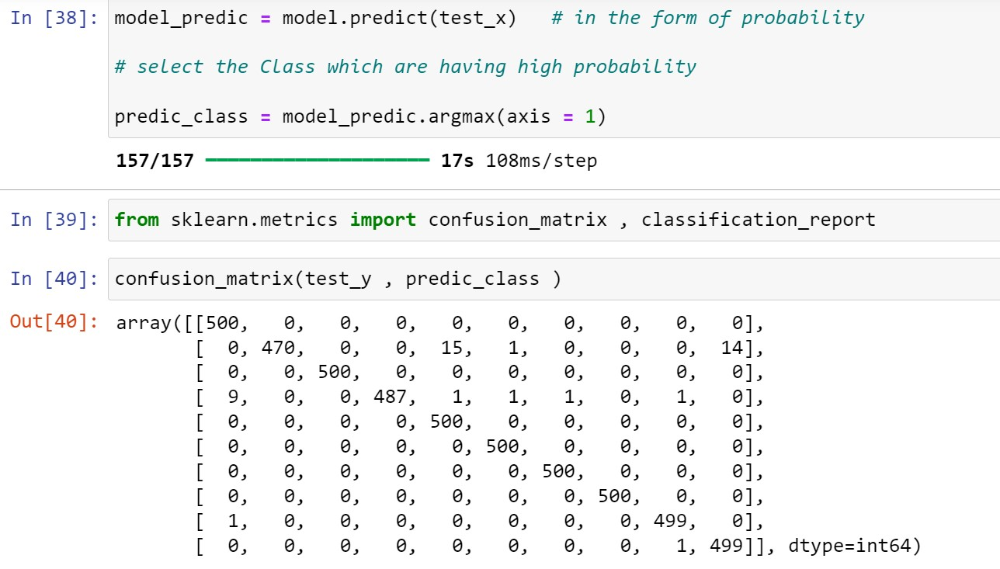 In [38]: model_predic = model.predict(test_x)   # in the form of probability
# select the Class which are having high probability
predic_class = model_predic.argmax(axis = 1)
157/157 17s 108ms/step
In [39]: from sklearn.metrics import confusion_matrix , classification_report
In [40]: confusion_matrix(test_y , predic_class )
Out[40]: array([[500,   0,   0,   0,   0,   0,   0,   0,   0,   0],
[  0, 470,   0,   0,  15,   1,   0,   0,   0,  14],
[  0,   0, 500,   0,   0,   0,   0,   0,   0,   0],
[  9,   0,   0, 487,   1,   1,   1,   0,   1,   0],
[  0,   0,   0,   0, 500,   0,   0,   0,   0,   0],
[  0,   0,   0,   0,   0, 500,   0,   0,   0,   0],
[  0,   0,   0,   0,   0,   0, 500,   0,   0,   0],
[  0,   0,   0,   0,   0,   0,   0, 500,   0,   0],
[  1,   0,   0,   0,   0,   0,   0,   0, 499,   0],
[  0,   0,   0,   0,   0,   0,   0,   0,   1, 499]], dtype=int64)